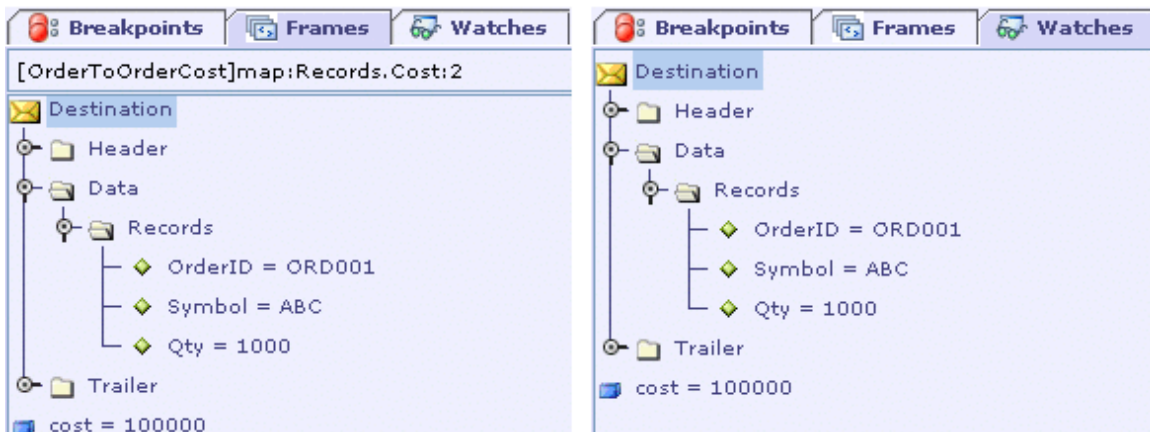 Breakpoints Frames Watches
[OrderToOrderCost]map:Records.Cost:2
Destination
Header
Data
Records
OrderID = ORD001
Symbol = ABC
Qty = 1000
Trailer
cost = 100000
Breakpoints Frames Watches
Destination
Header
Data
Records
OrderID = ORD001
Symbol = ABC
Qty = 1000
Trailer
cost = 100000